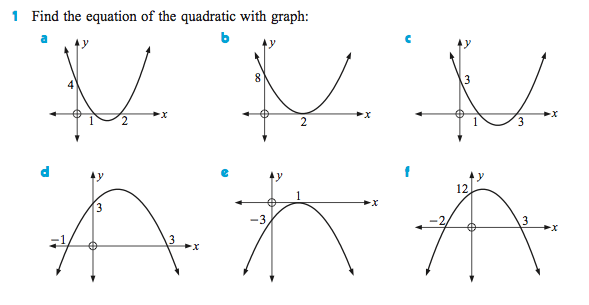 1 Find the equation of the quadratic with graph:
a b c
y y y
4 8 3
x x x
1 2 2 1 3
d e f
y y y
3 1 12
-3 -2 3
-1 3 x x x